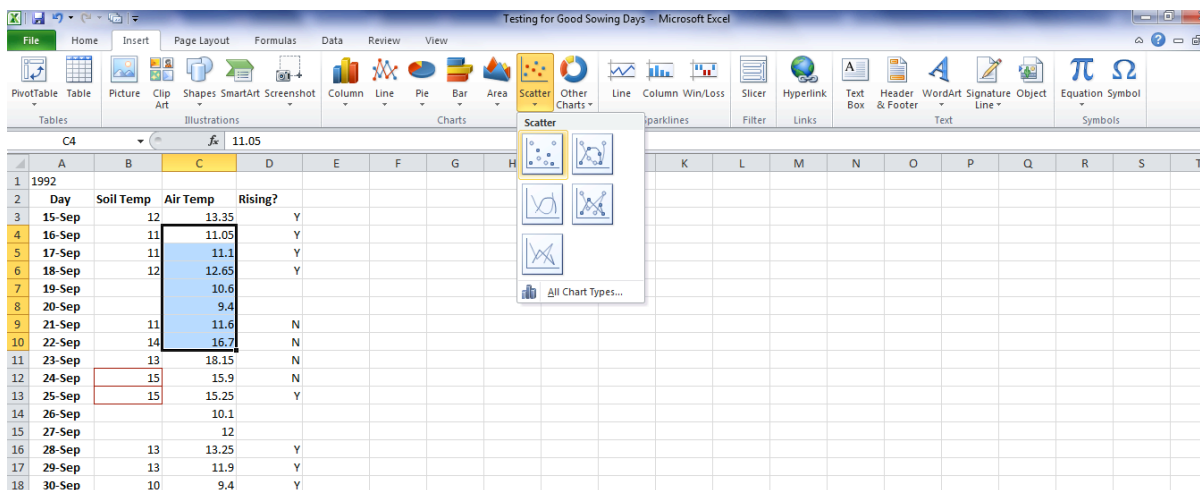 Testing for Good Sowing Days - Microsoft Excel
File Home Insert Page Layout Formulas Data Review View
PivotTable Table Picture Clip Art Shapes SmartArt Screenshot Column Line Pie Bar Area Scatter Other Charts Line Column Win/Loss Slicer Hyperlink Text Box Header & Footer WordArt Signature Line Object Equation Symbol
Tables Illustrations Charts Filter Links Text Symbols
Scatter
All Chart Types...
C4 fx 11.05
A B C D E F G H K L M N O P Q R S T
1 1992
2 Day Soil Temp Air Temp Rising?
3 15-Sep 12 13.35 Y
4 16-Sep 11 11.05 Y
5 17-Sep 11 11.1 Y
6 18-Sep 12 12.65 Y
7 19-Sep 10.6
8 20-Sep 9.4
9 21-Sep 11 11.6 N
10 22-Sep 14 16.7 N
11 23-Sep 13 18.15 N
12 24-Sep 15 15.9 N
13 25-Sep 15 15.25 Y
14 26-Sep 10.1
15 27-Sep 12
16 28-Sep 13 13.25 Y
17 29-Sep 13 11.9 Y
18 30-Sep 10 9.4 Y